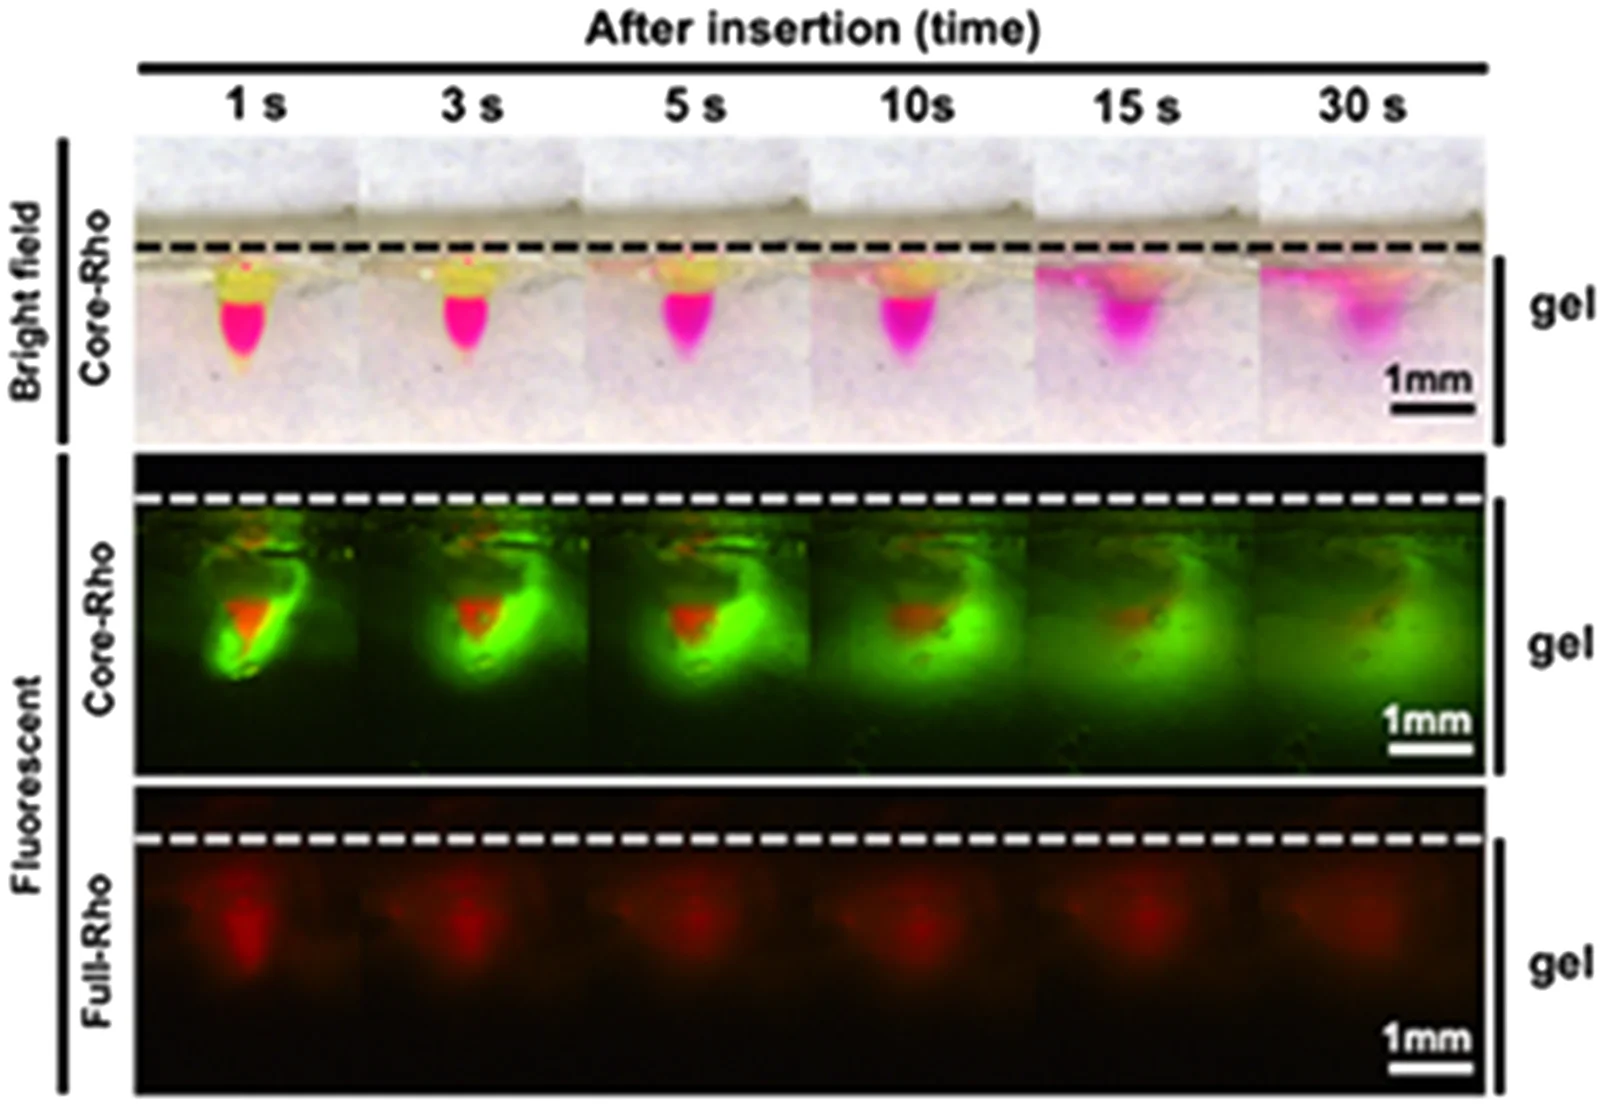 After insertion (time)
1 s 3 s 5 s 10s 15 s 30 s
Bright field
Core-Rho
gel
1mm
Fluorescent
Core-Rho
gel
1mm
Full-Rho
gel
1mm